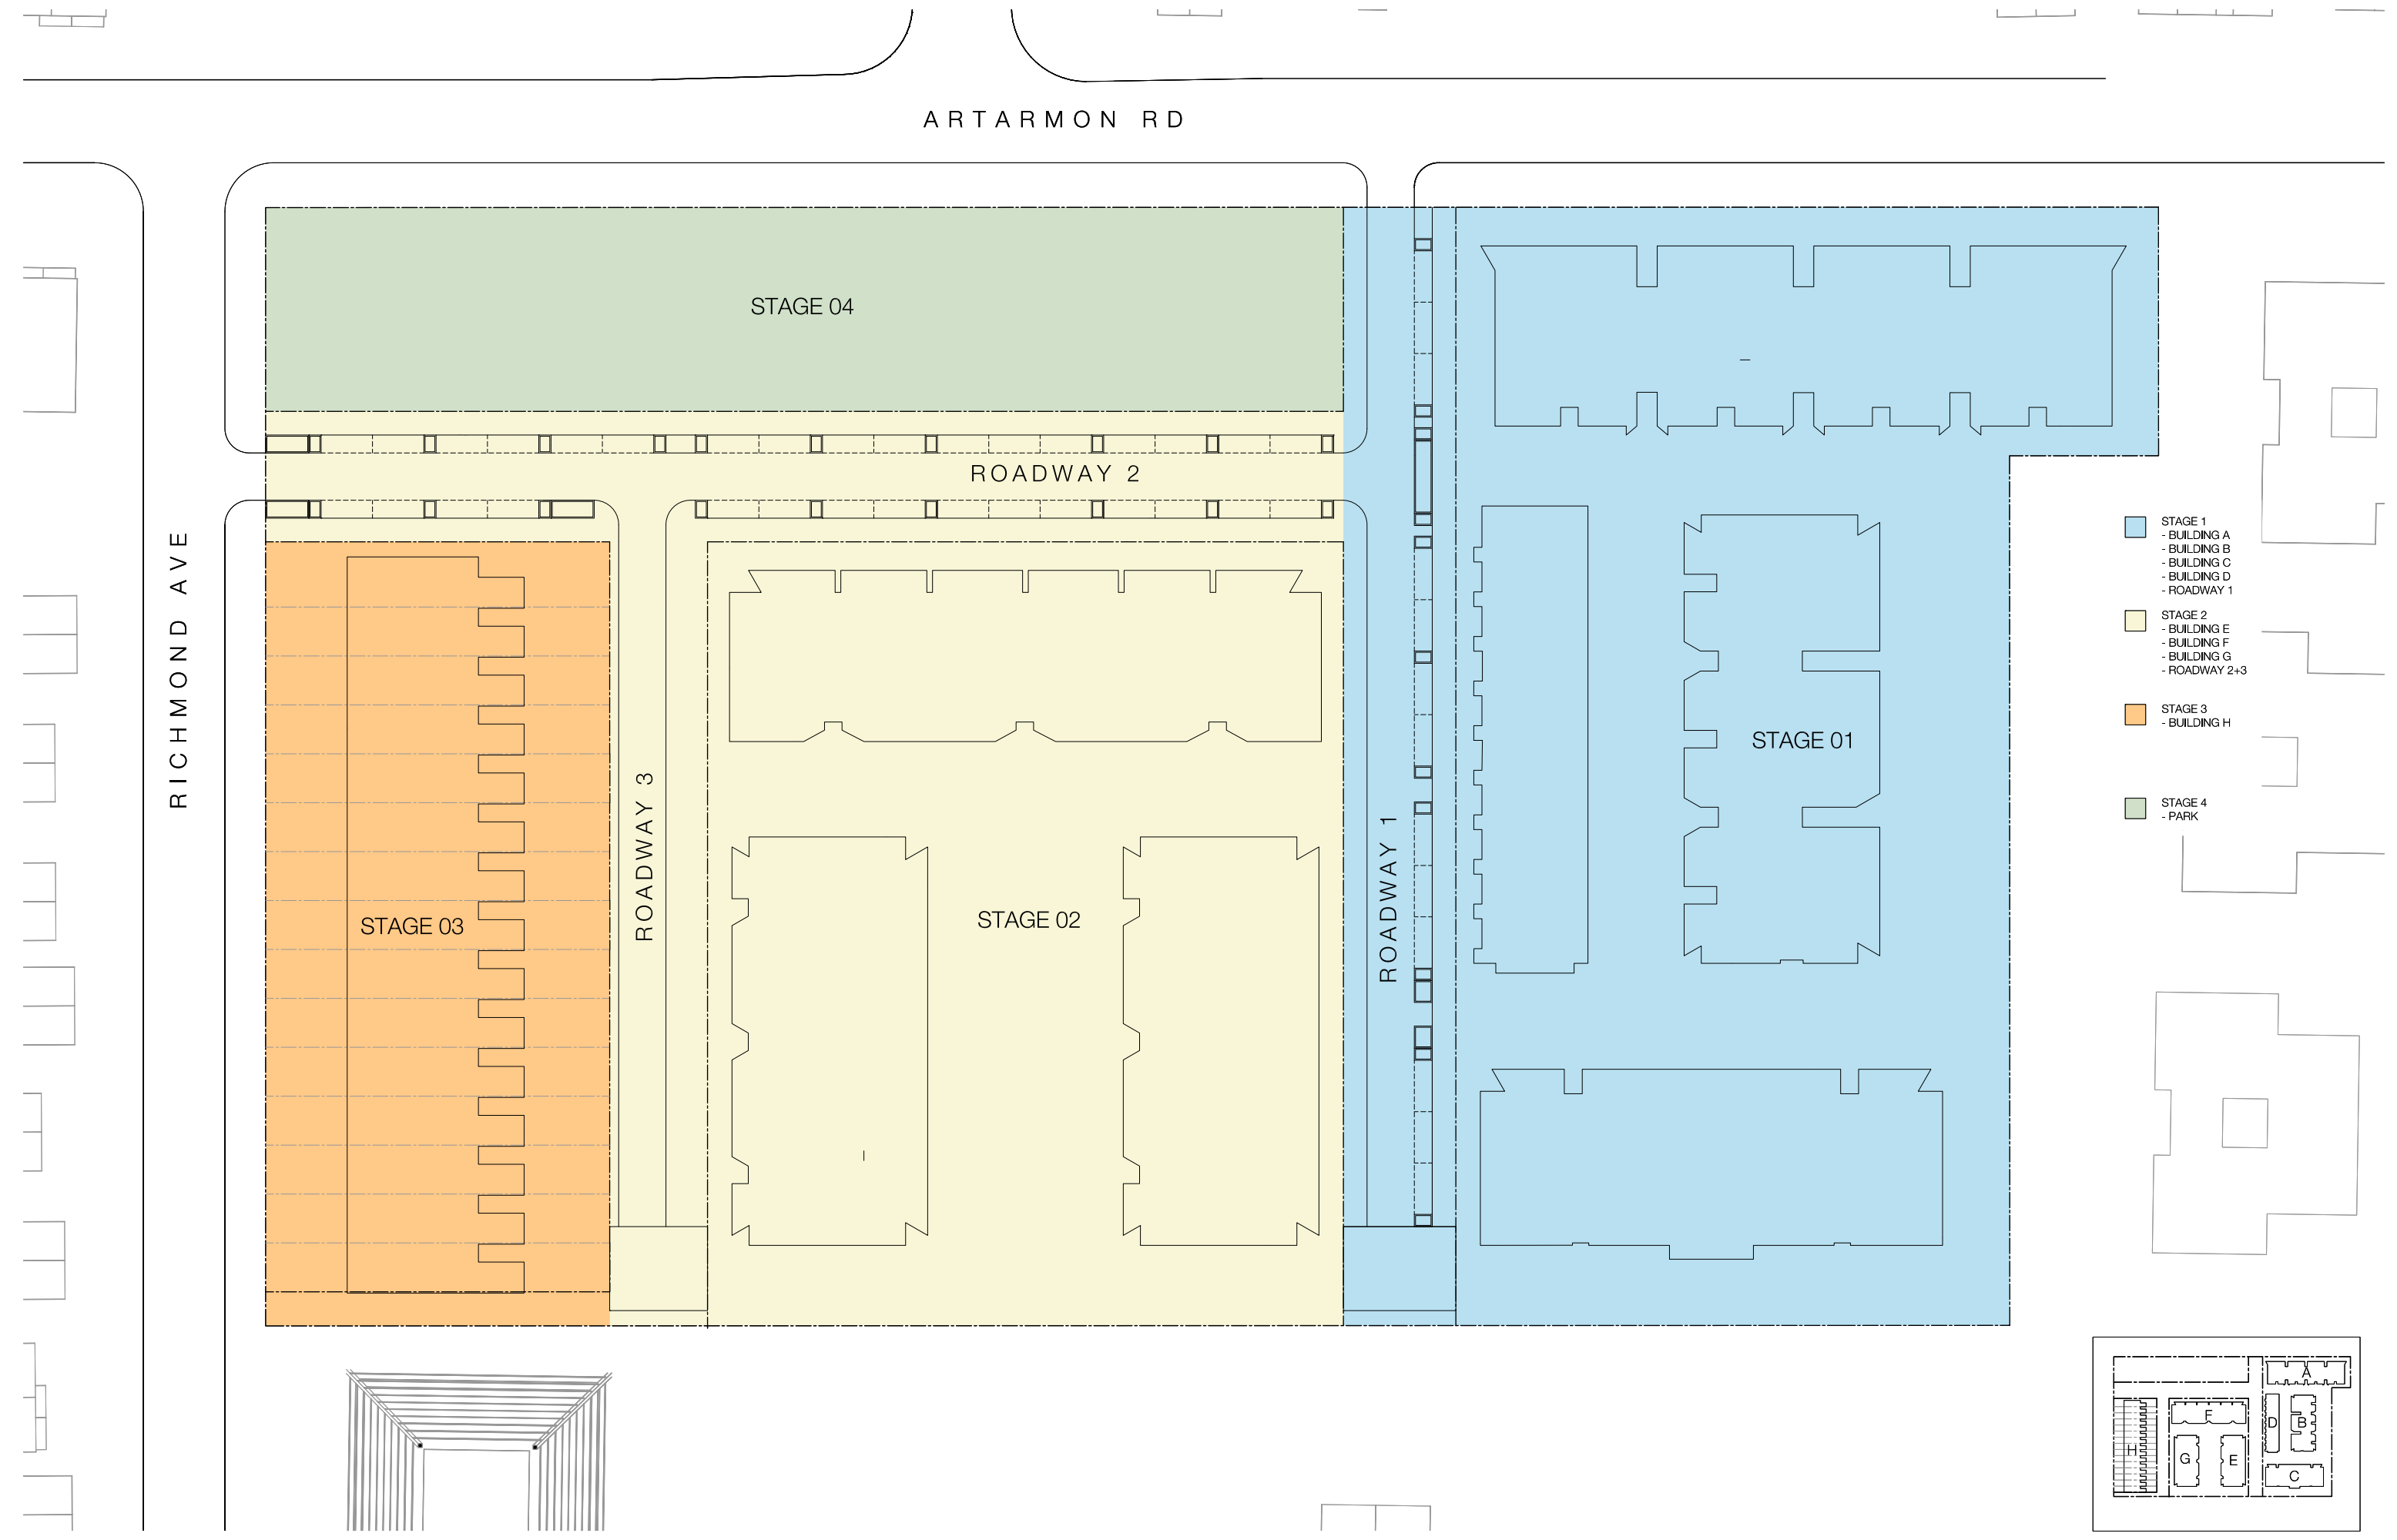 ARTARMON RD
STAGE 04
ROADWAY 2
RICHMOND AVE
STAGE 03
ROADWAY 3
STAGE 02
ROADWAY 1
STAGE 01
STAGE 1
- BUILDING A
- BUILDING B
- BUILDING C
- BUILDING D
- ROADWAY 1
STAGE 2
- BUILDING E
- BUILDING F
- BUILDING G
- ROADWAY 2+3
STAGE 3
- BUILDING H
STAGE 4
- PARK
A
F
D
B
H
G
E
C